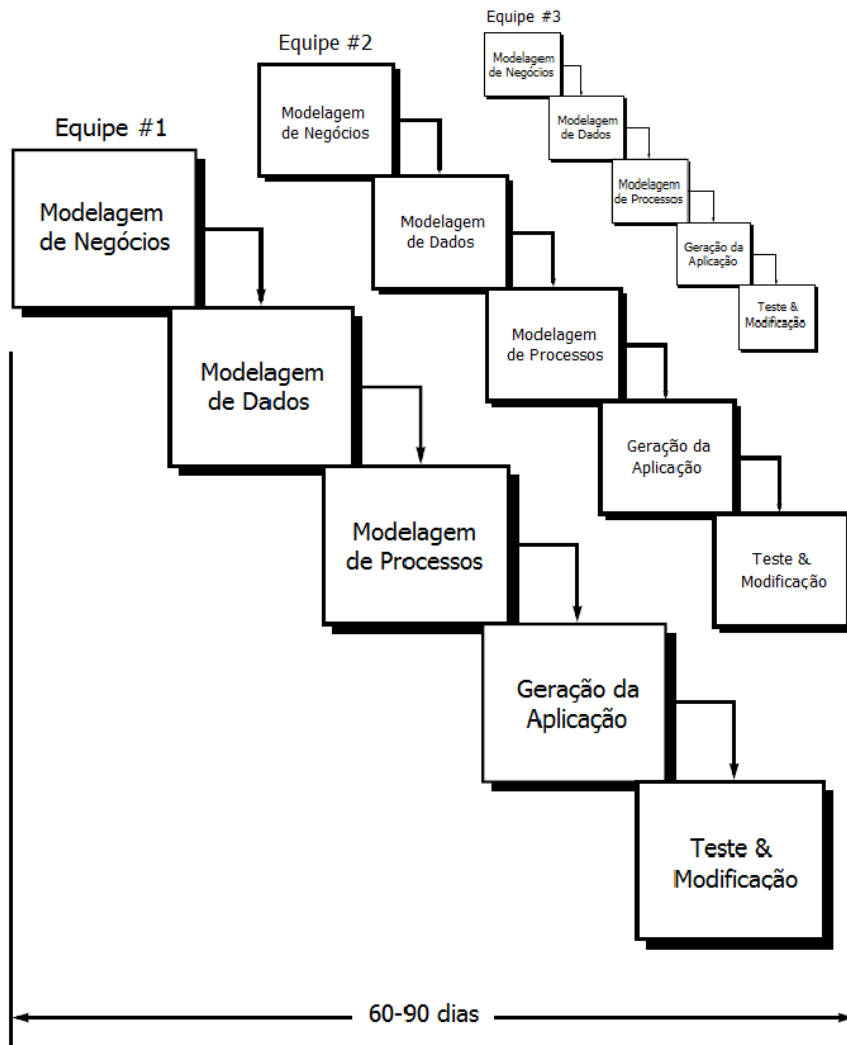 Equipe #1
Modelagem
de Negócios
Modelagem
de Dados
Modelagem
de Processos
Geração da
Aplicação
Teste &
Modificação
Equipe #2
Modelagem
de Negócios
Modelagem
de Dados
Modelagem
de Processos
Geração da
Aplicação
Teste &
Modificação
Equipe #3
Modelagem
de Negócios
Modelagem
de Dados
Modelagem
de Processos
Geração da
Aplicação
Teste &
Modificação
60-90 dias